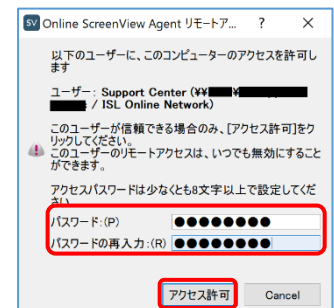 SV Online ScreenView Agent リモートア... ? ×
以下のユーザーに、このコンピューターのアクセスを許可し
ます
ユーザー: Support Center (¥¥ ¥
/ ISL Online Network)
このユーザーが信頼できる場合のみ、[アクセス許可]をク
リックしてください。
このユーザーのリモートアクセスは、いつでも無効にすること
ができます。
アクセスパスワードは少なくとも8文字以上で設定してくだ
さい
パスワード:(P) ●●●●●●●●
パスワードの再入力:(R) ●●●●●●●●
アクセス許可 Cancel